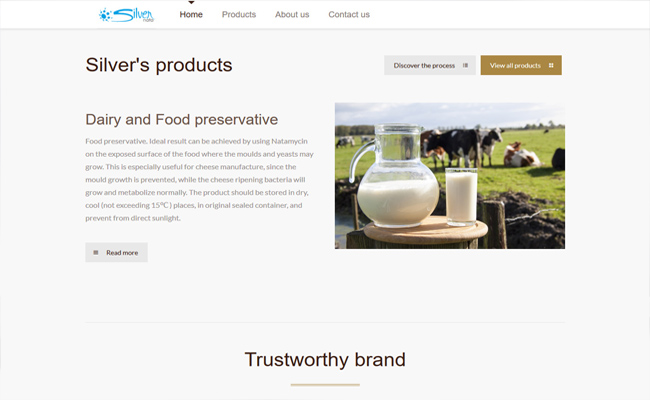 Silver
Home Products About us Contact us
Silver's products
Discover the process
View all products
Dairy and Food preservative
Food preservative, Ideal result can be achieved by using Natamycin
on the exposed surface of the food where the moulds and yeasts may
grow. This is especially useful for cheese manufacture, since the
mould growth is prevented, while the cheese ripening bacteria will
grow and metabolize normally. The product should be stored in dry,
cool (not exceeding 15°C) places, in original sealed container, and
prevent from direct sunlight.
Read more
Trustworthy brand